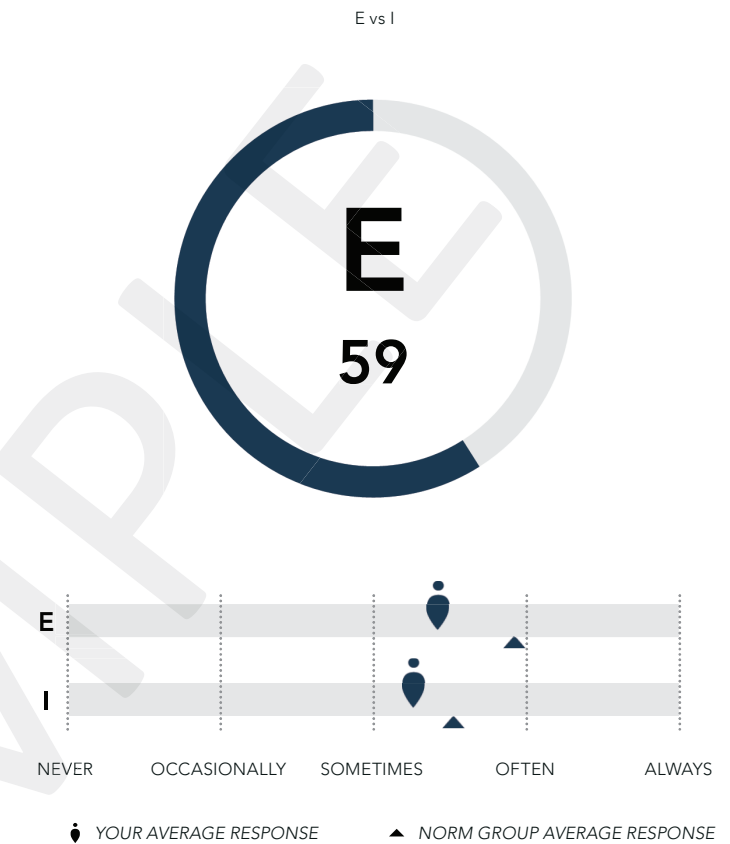 E vs I
E
59
E
I
NEVER OCCASIONALLY SOMETIMES OFTEN ALWAYS
YOUR AVERAGE RESPONSE NORM GROUP AVERAGE RESPONSE